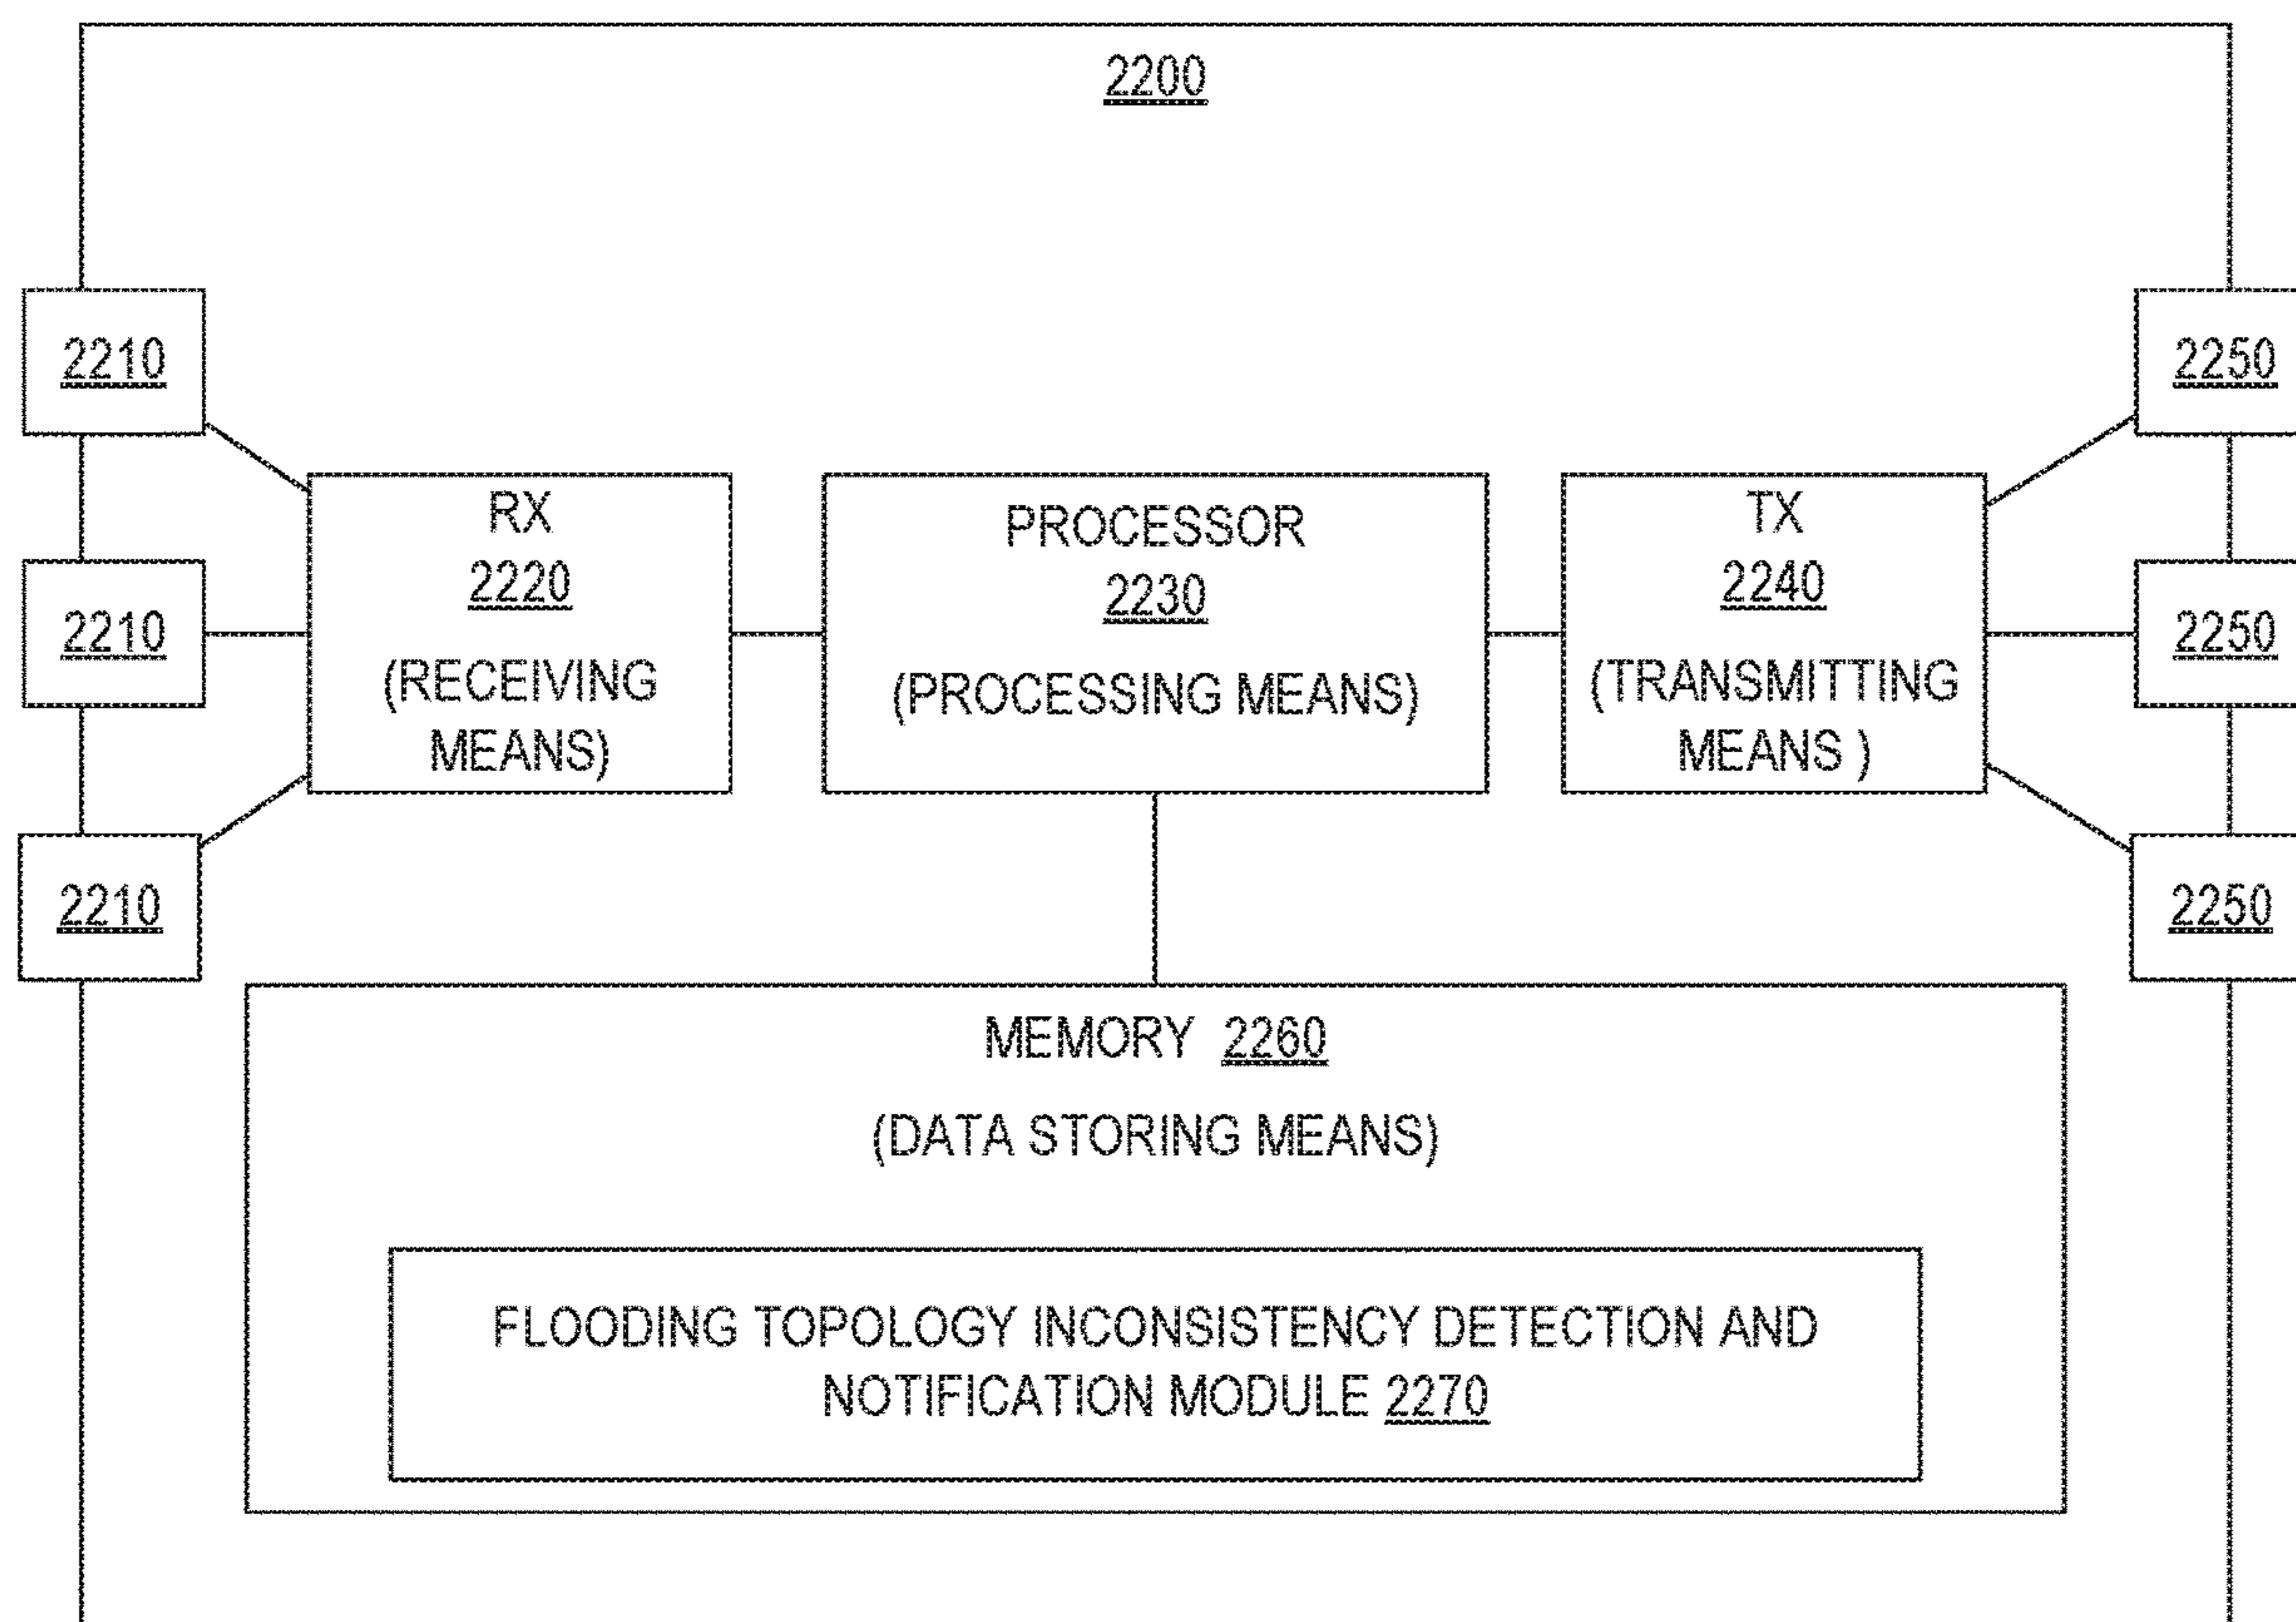 2200
2210
2250
RX
2220
(RECEIVING
MEANS)
PROCESSOR
2230
(PROCESSING MEANS)
TX
2240
(TRANSMITTING
MEANS )
2210
2250
2210
2250
MEMORY 2260
(DATA STORING MEANS)
FLOODING TOPOLOGY INCONSISTENCY DETECTION AND
NOTIFICATION MODULE 2270